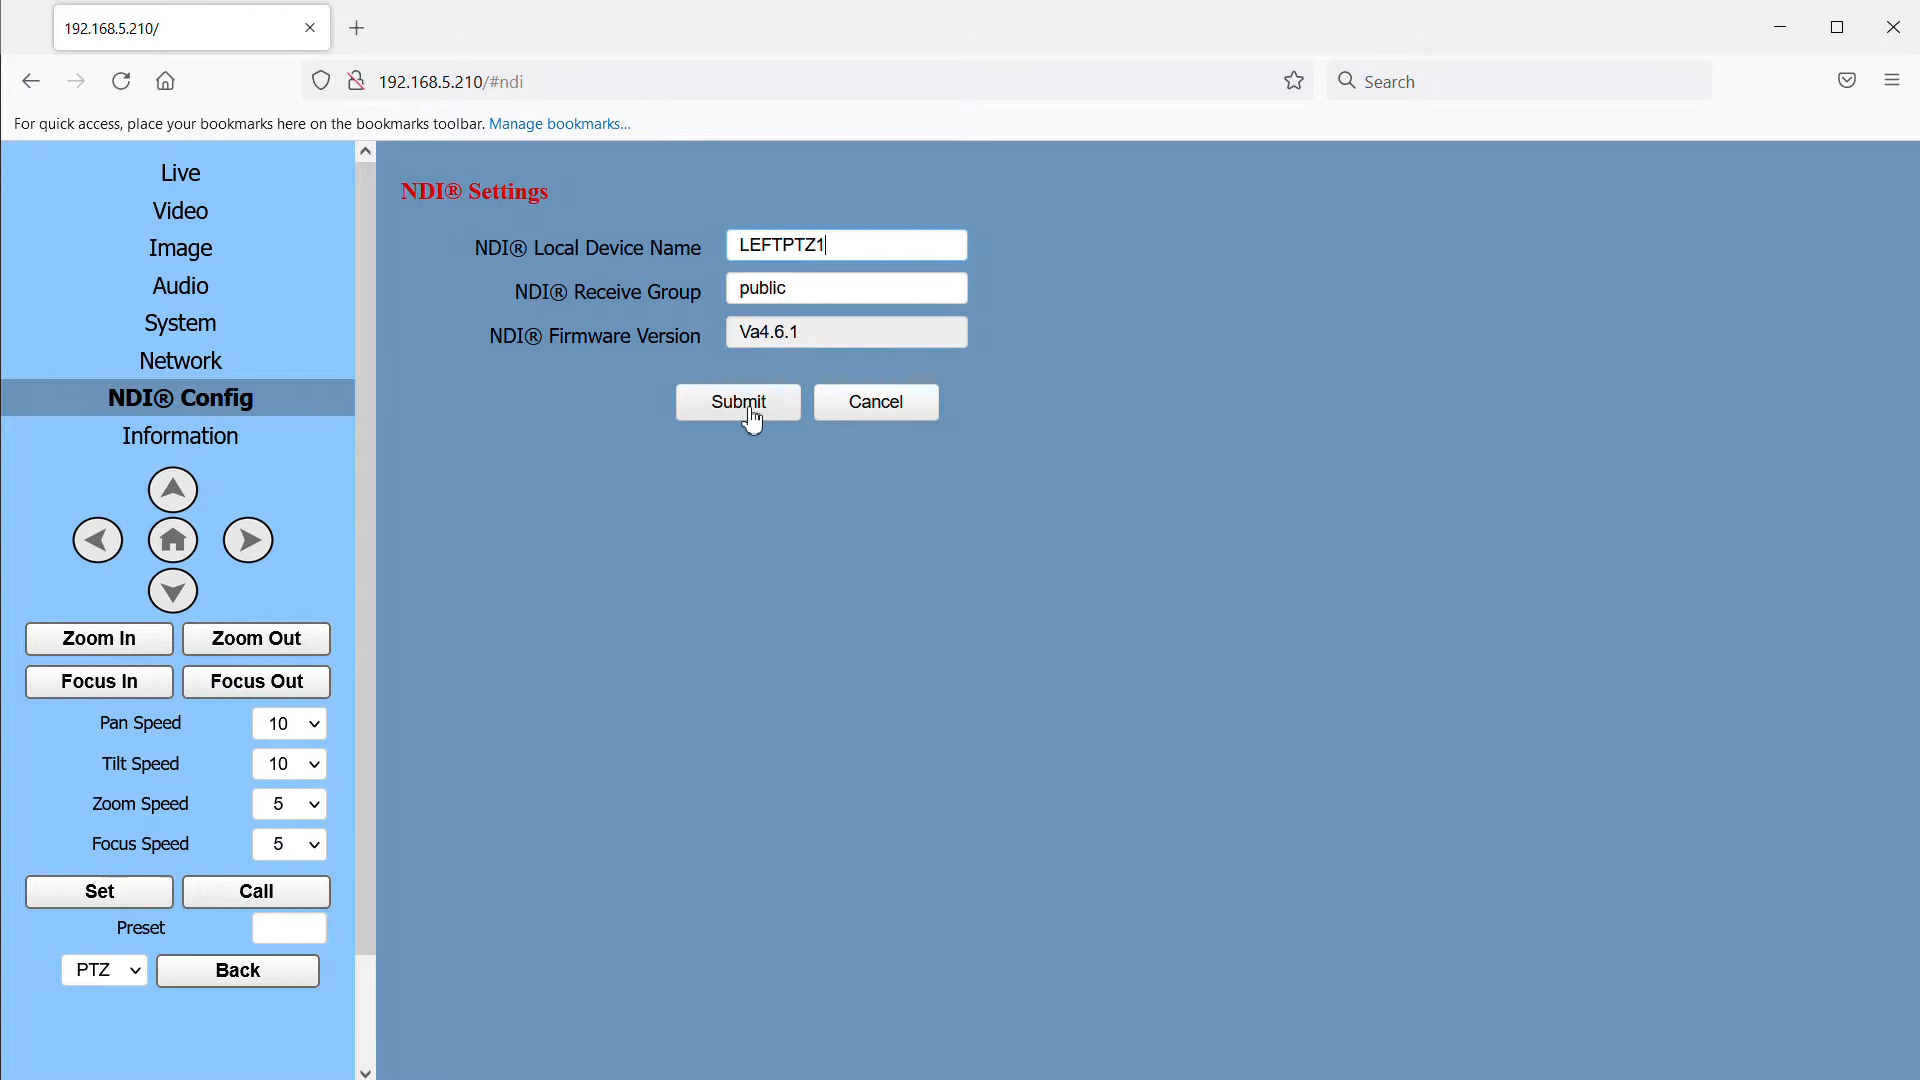 192.168.5.210/
192.168.5.210/#ndi
Search
For quick access, place your bookmarks here on the bookmarks toolbar. Manage bookmarks...
Live
Video
Image
Audio
System
Network
NDI® Config
Information
Zoom In Zoom Out
Focus In Focus Out
Pan Speed 10
Tilt Speed 10
Zoom Speed 5
Focus Speed 5
Set Call
Preset
PTZ Back
NDI® Settings
NDI® Local Device Name LEFTPTZ1
NDI® Receive Group public
NDI® Firmware Version Va4.6.1
Submit Cancel